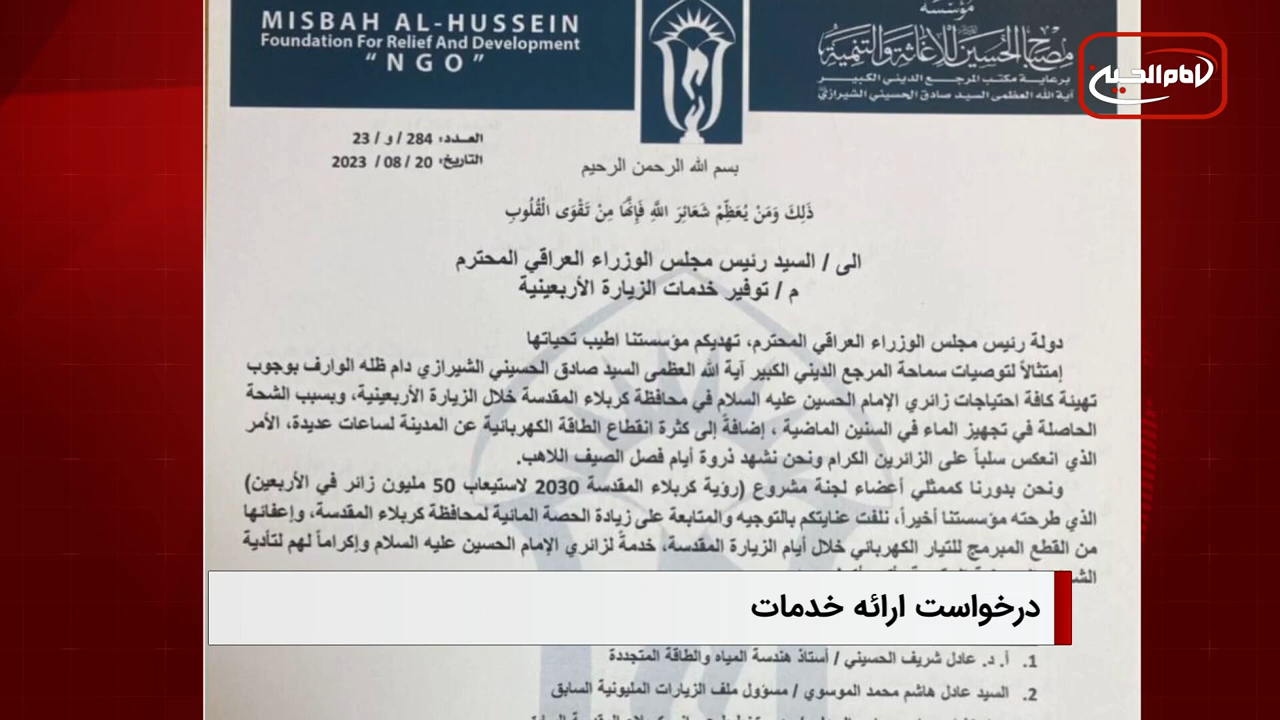 MISBAH AL-HUSSEIN
Foundation For Relief And Development
“NGO”
مؤسسة
مصباح الحسين للإغاثة والتنمية
برعاية مكتب المرجع الديني الكبير
آية الله العظمى السيد صادق الحسيني الشيرازي
العدد: 284 / و / 23
التاريخ: 20 / 08 / 2023
بسم الله الرحمن الرحيم
ذَلِكَ وَمَنْ يُعَظِّمْ شَعَائِرَ اللَّهِ فَإِنَّهَا مِنْ تَقْوَى الْقُلُوبِ
الى / السيد رئيس مجلس الوزراء العراقي المحترم
م / توفير خدمات الزيارة الأربعينية
دولة رئيس مجلس الوزراء العراقي المحترم، تهديكم مؤسستنا اطيب تحياتها
إمتثالاً لتوصيات سماحة المرجع الديني الكبير آية الله العظمى السيد صادق الحسيني الشيرازي دام ظله الوارف بوجوب
تهيئة كافة احتياجات زائري الإمام الحسين عليه السلام في محافظة كربلاء المقدسة خلال الزيارة الأربعينية، وبسبب الشحة
الحاصلة في تجهيز الماء في السنين الماضية ، إضافةً إلى كثرة انقطاع الطاقة الكهربائية عن المدينة لساعات عديدة، الأمر
الذي انعكس سلباً على الزائرين الكرام ونحن نشهد ذروة أيام فصل الصيف اللاهب.
ونحن بدورنا كممثلي أعضاء لجنة مشروع (رؤية كربلاء المقدسة 2030 لاستيعاب 50 مليون زائر في الأربعين)
الذي طرحته مؤسستنا أخيراً، نلفت عنايتكم بالتوجيه والمتابعة على زيادة الحصة المائية لمحافظة كربلاء المقدسة، وإعفائها
من القطع المبرمج للتيار الكهربائي خلال أيام الزيارة المقدسة، خدمةً لزائري الإمام الحسين عليه السلام وإكراماً لهم لتأدية
درخواست ارائه خدمات
1. أ. د. عادل شريف الحسيني / أستاذ هندسة المياه والطاقة المتجددة
2. السيد عادل هاشم محمد الموسوي / مسؤول ملف الزيارات المليونية السابق